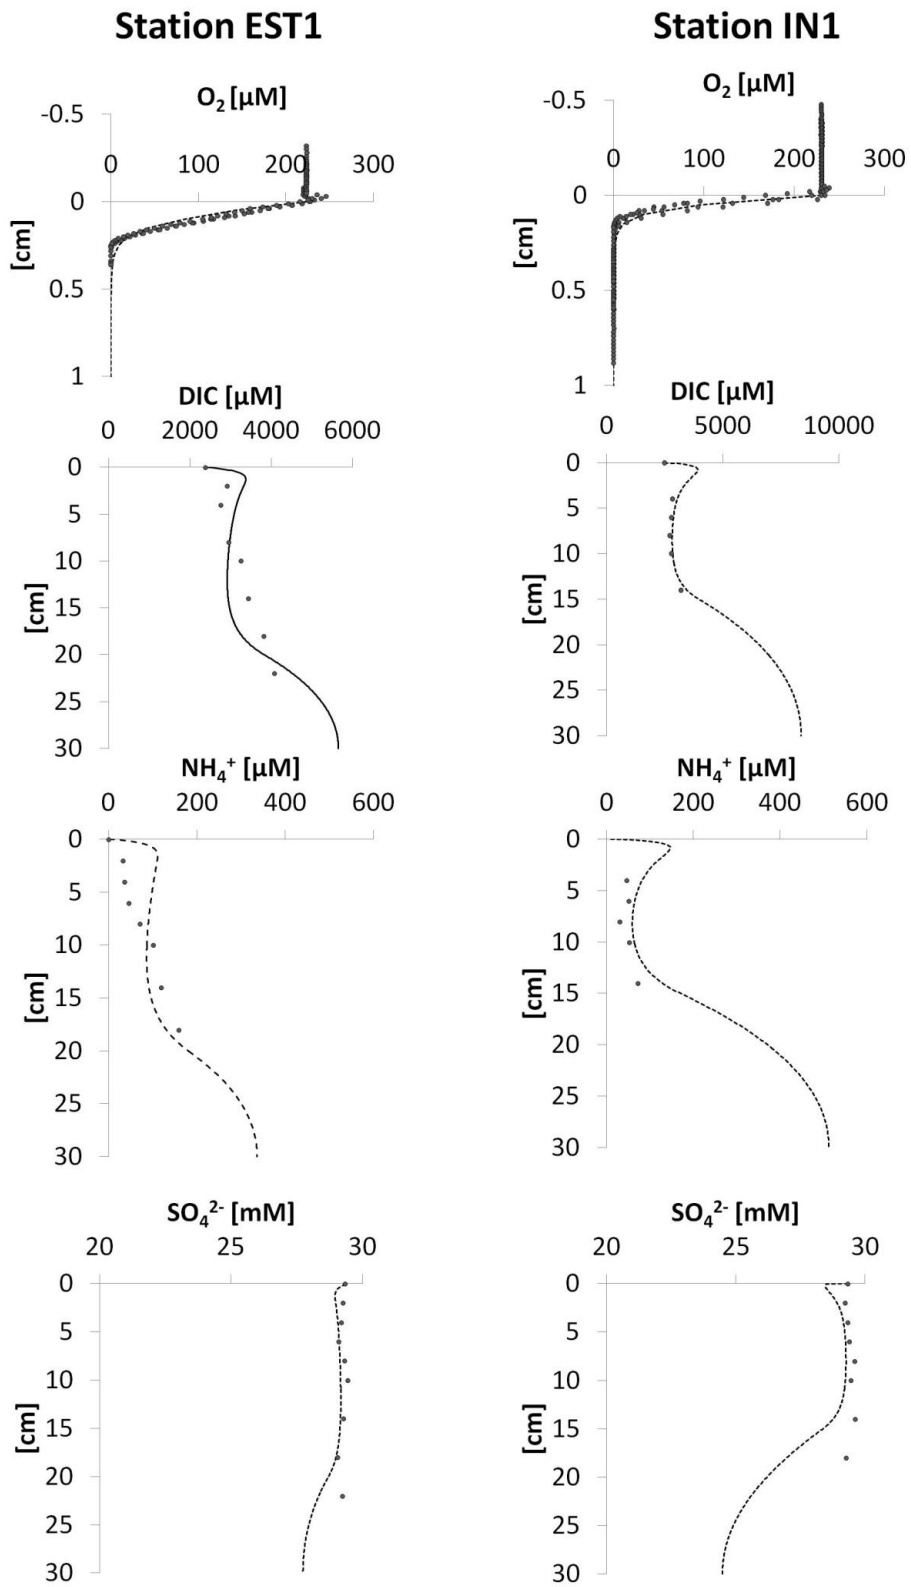 Station EST1
Station IN1
O₂ [µM]
-0.5
0 100 200 300
0
0.5
1
[cm]
O₂ [µM]
-0.5
0 100 200 300
0
0.5
1
[cm]
DIC [µM]
0 2000 4000 6000
0
5
10
15
20
25
30
[cm]
DIC [µM]
0 5000 10000
0
5
10
15
20
25
30
[cm]
NH₄⁺ [µM]
0 200 400 600
0
5
10
15
20
25
30
[cm]
NH₄⁺ [µM]
0 200 400 600
0
5
10
15
20
25
30
[cm]
SO₄²⁻ [mM]
20 25 30
0
5
10
15
20
25
30
[cm]
SO₄²⁻ [mM]
20 25 30
0
5
10
15
20
25
30
[cm]